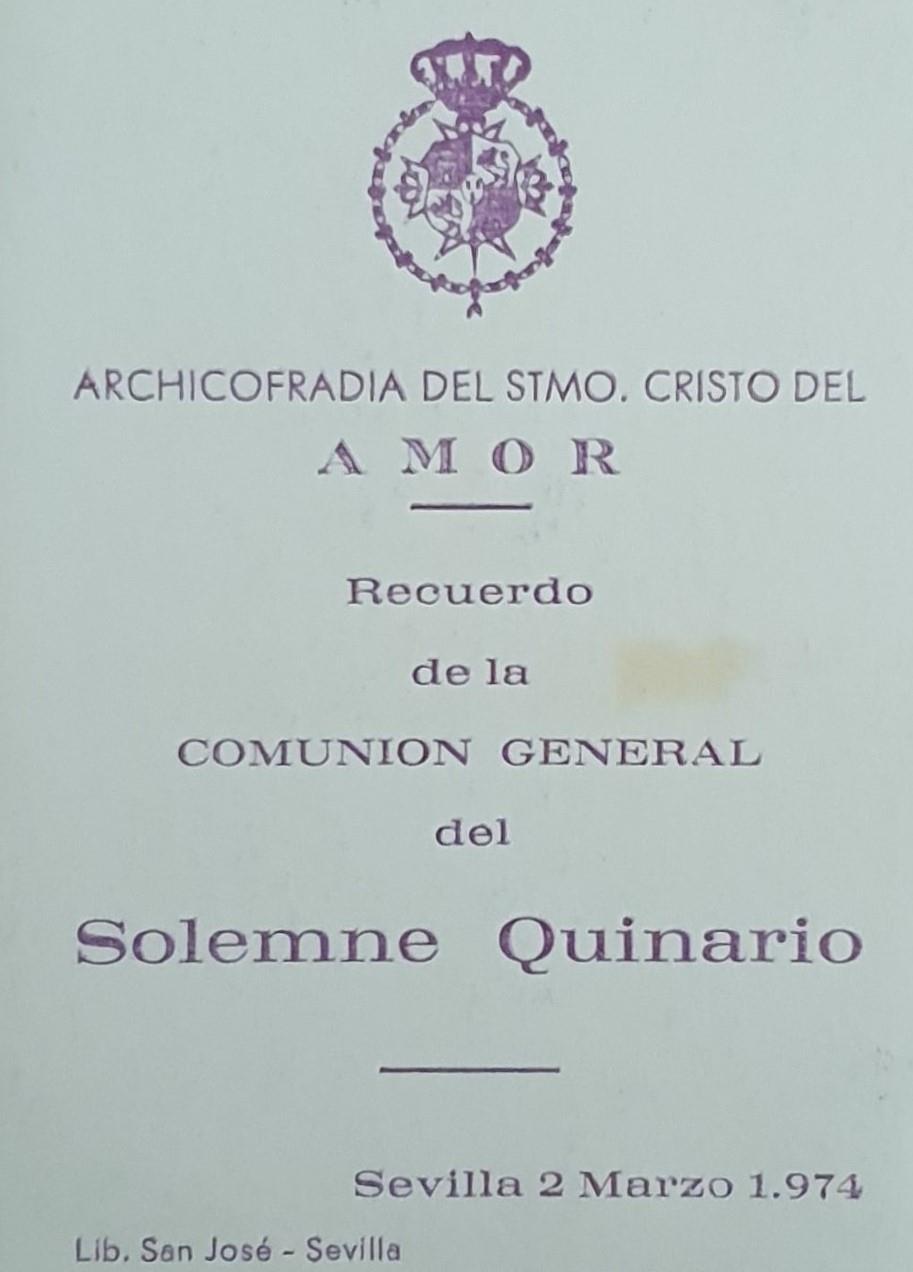 ARCHICOFRADIA DEL STMO. CRISTO DEL
AMOR
Recuerdo
de la
COMUNION GENERAL
del
Solemne Quinario
Sevilla 2 Marzo 1.974
Lib. San José - Sevilla